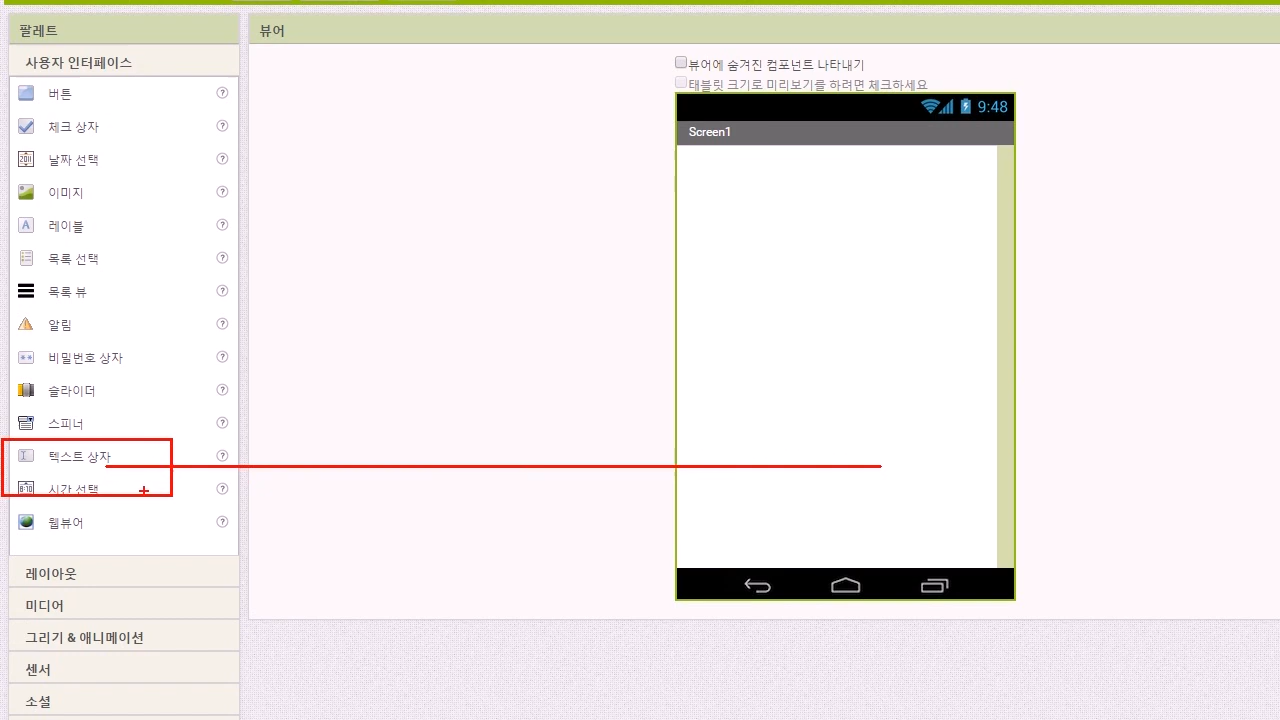 팔레트
사용자 인터페이스
버튼
체크 상자
날짜 선택
이미지
레이블
목록 선택
목록 뷰
알림
비밀번호 상자
슬라이더
스피너
텍스트 상자
시간 선택
웹뷰어
레이아웃
미디어
그리기 & 애니메이션
센서
소셜
뷰어
뷰어에 숨겨진 컴포넌트 나타내기
태블릿 크기로 미리보기를 하려면 체크하세요
9:48
Screen1